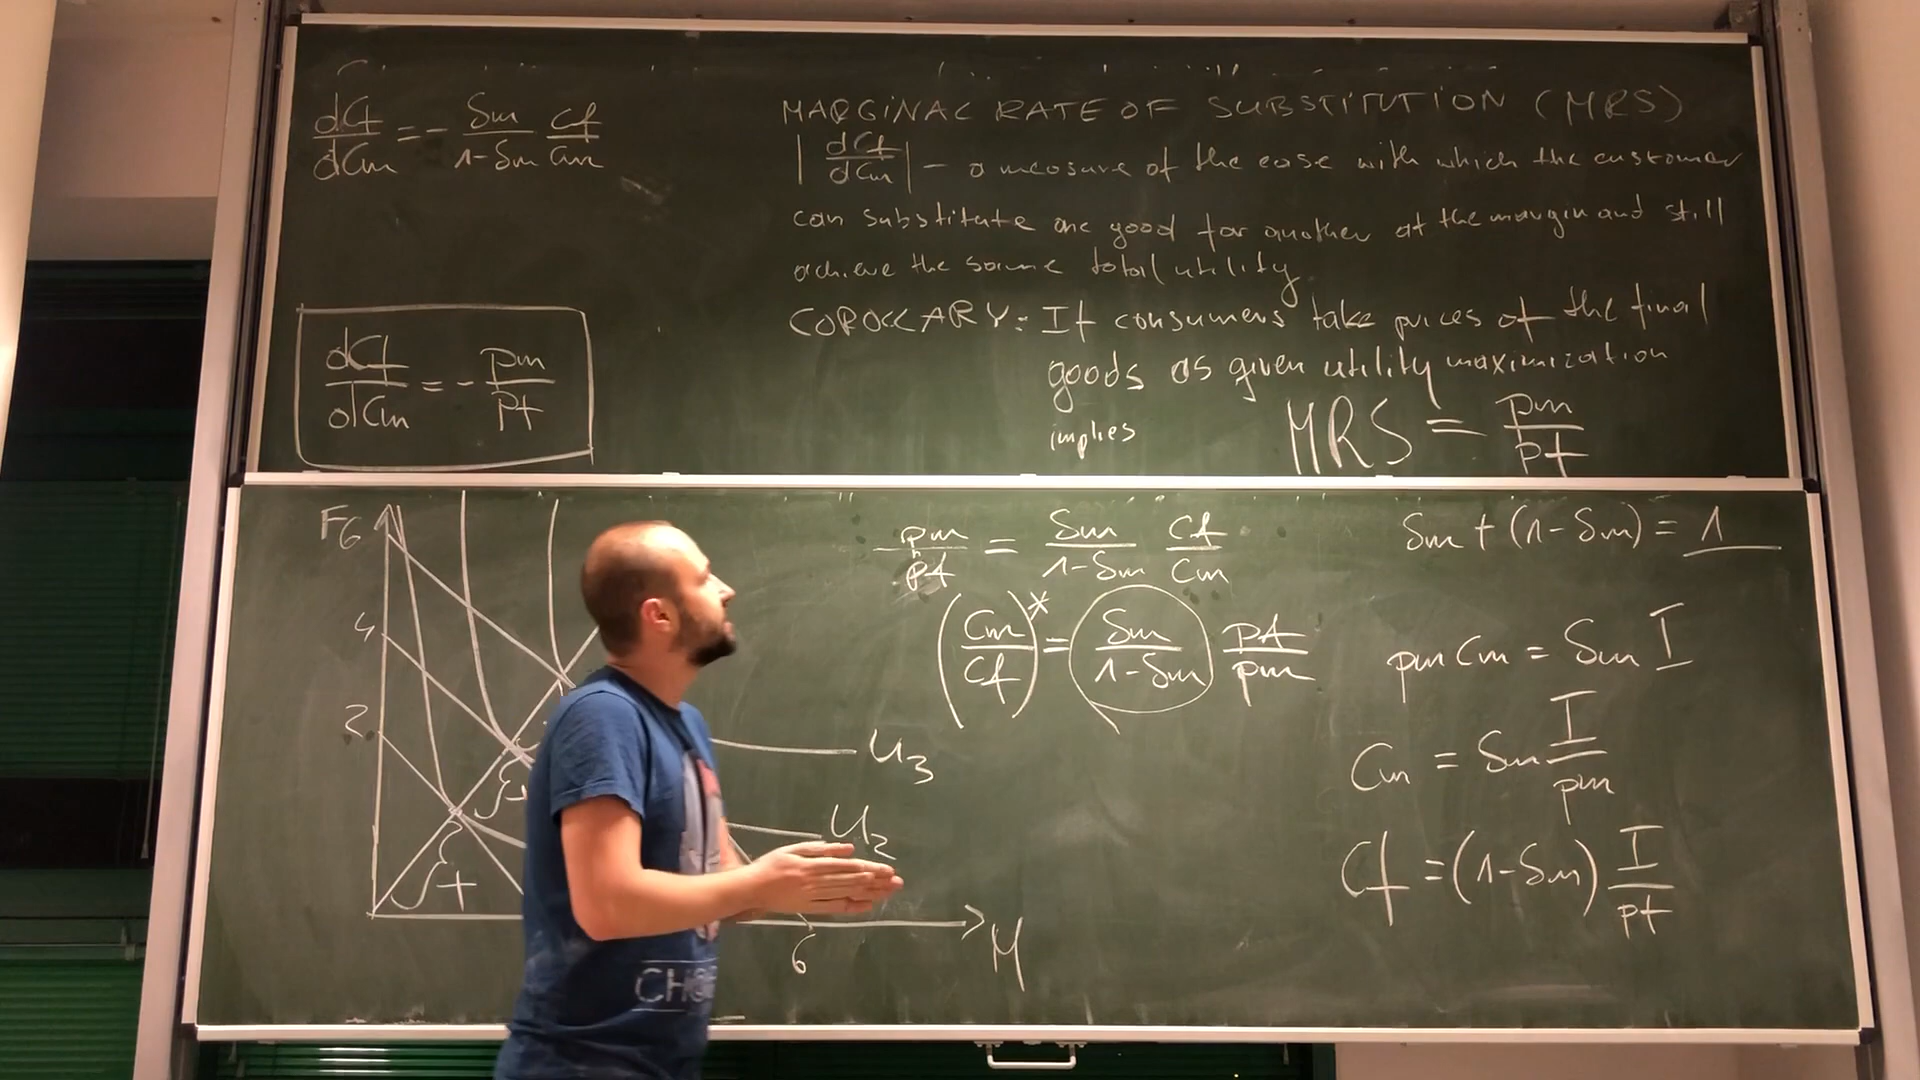 dCf/dCm = - Sm/1-Sm Cf/Cm
dCf/dCm = - pm/pf
MARGINAL RATE OF SUBSTITUTION (MRS)
|dCf/dCm| – a measure of the ease with which the customer
can substitute one good for another at the margin and still
achieve the same total utility
COROLLARY: If consumers take prices of the final
goods as given utility maximization
implies MRS = pm/pf
FG
4
2
U3
U2
+
6
M
pm/pf = Sm/1-Sm Cf/Cm
(Cm/Cf)* = Sm/1-Sm pf/pm
Sm + (1-Sm) = 1
pm Cm = Sm I
Cm = Sm I/pm
Cf = (1-Sm) I/pf